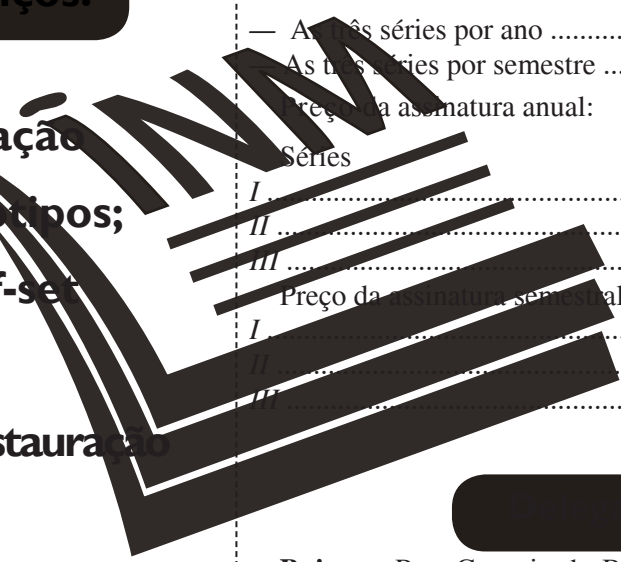 ação
tipos;
f-set
stauração
ÍNM
— As três séries por ano
— As três séries por semestre
Preço da assinatura anual:
Séries
I
II
III
Preço da assinatura semestral
I
II
III